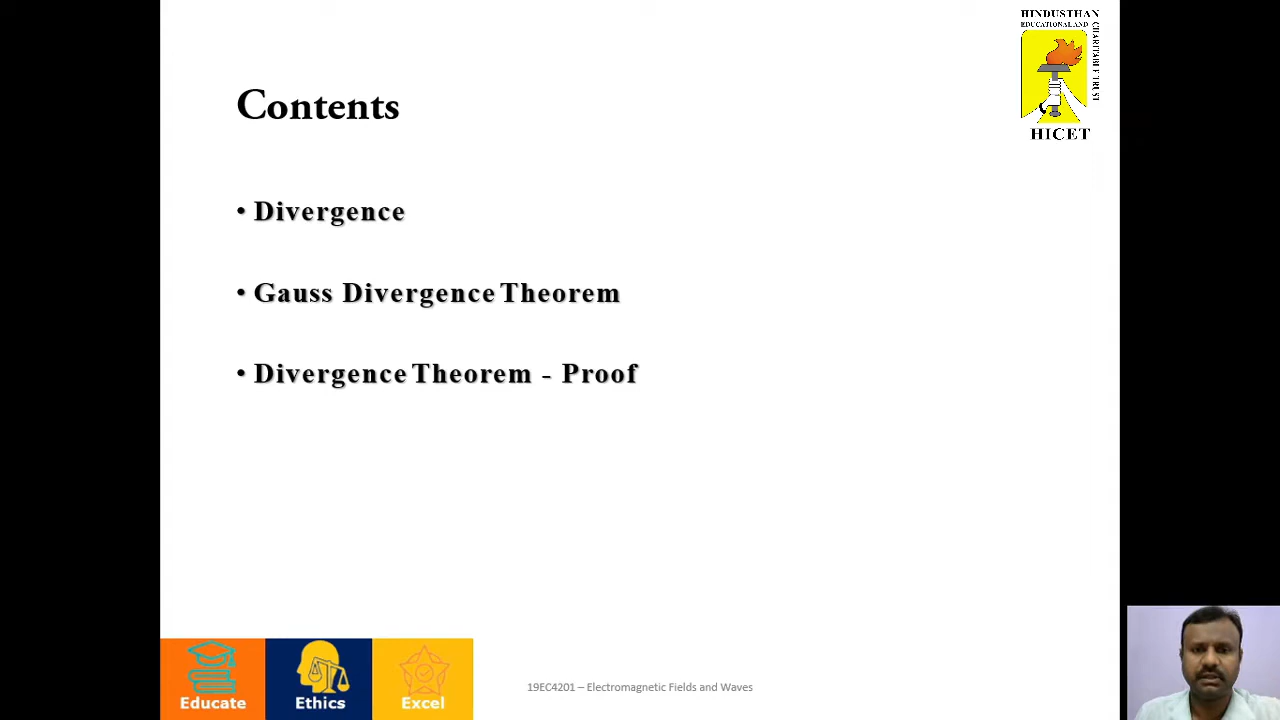 HINDUSTHAN
EDUCATIONAL AND
CHARITABLE TRUST
HICET
Contents
• Divergence
• Gauss Divergence Theorem
• Divergence Theorem - Proof
Educate
Ethics
Excel
19EC4201 – Electromagnetic Fields and Waves